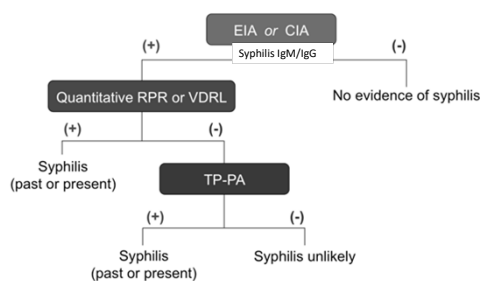 EIA or CIA
Syphilis IgM/IgG
(+)
(-)
Quantitative RPR or VDRL
No evidence of syphilis
(+)
(-)
Syphilis
(past or present)
TP-PA
(+)
(-)
Syphilis
(past or present)
Syphilis unlikely